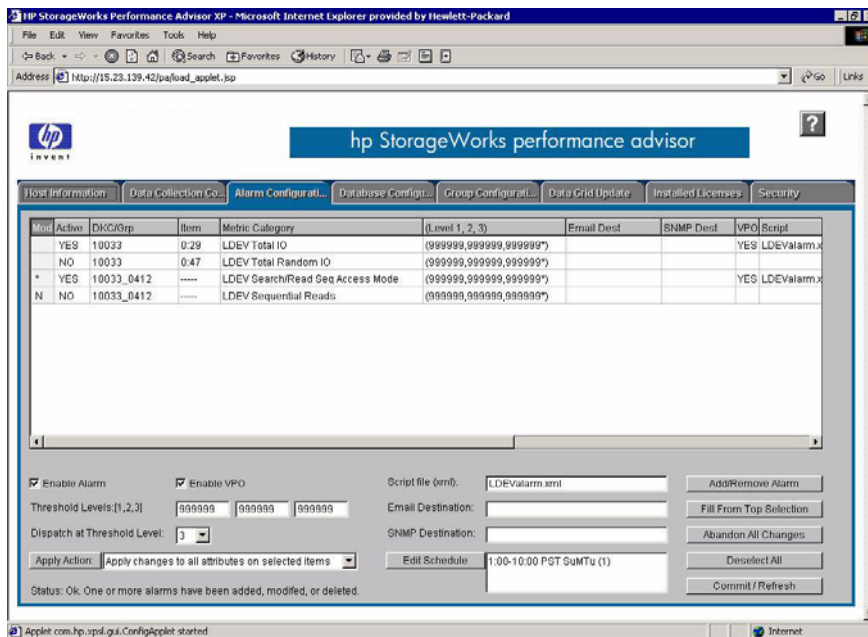 HP StorageWorks Performance Advisor XP - Microsoft Internet Explorer provided by Hewlett-Packard
File Edit View Favorites Tools Help
Back Search Favorites History
Address http://15.23.139.42/pa/load_applet.jsp Go Links
hp
invent
hp StorageWorks performance advisor
?
Host Information Data Collection Co... Alarm Configurati... Database Configu... Group Configurati... Data Grid Update Installed Licenses Security
Mod Active DKC/Grp Item Metric Category (Level 1, 2, 3) Email Dest SNMP Dest VPO Script
YES 10033 0:29 LDEV Total IO (999999,999999,999999*) YES LDEValarm.x
NO 10033 0:47 LDEV Total Random IO (999999,999999,999999*)
* YES 10033_0412 ----- LDEV Search/Read Seq Access Mode (999999,999999,999999*) YES LDEValarm.x
N NO 10033_0412 ----- LDEV Sequential Reads (999999,999999,999999*)
Enable Alarm Enable VPO Script file (xml): LDEValarm.xml Add/Remove Alarm
Threshold Levels:[1,2,3] 999999 999999 999999 Email Destination: Fill From Top Selection
Dispatch at Threshold Level: 3 SNMP Destination: Abandon All Changes
Apply Action: Apply changes to all attributes on selected items Edit Schedule 1:00-10:00 PST SuMTu (1) Deselect All
Status: Ok. One or more alarms have been added, modifed, or deleted. Commit / Refresh
Applet com.hp.xpsl.gui.ConfigApplet started Internet